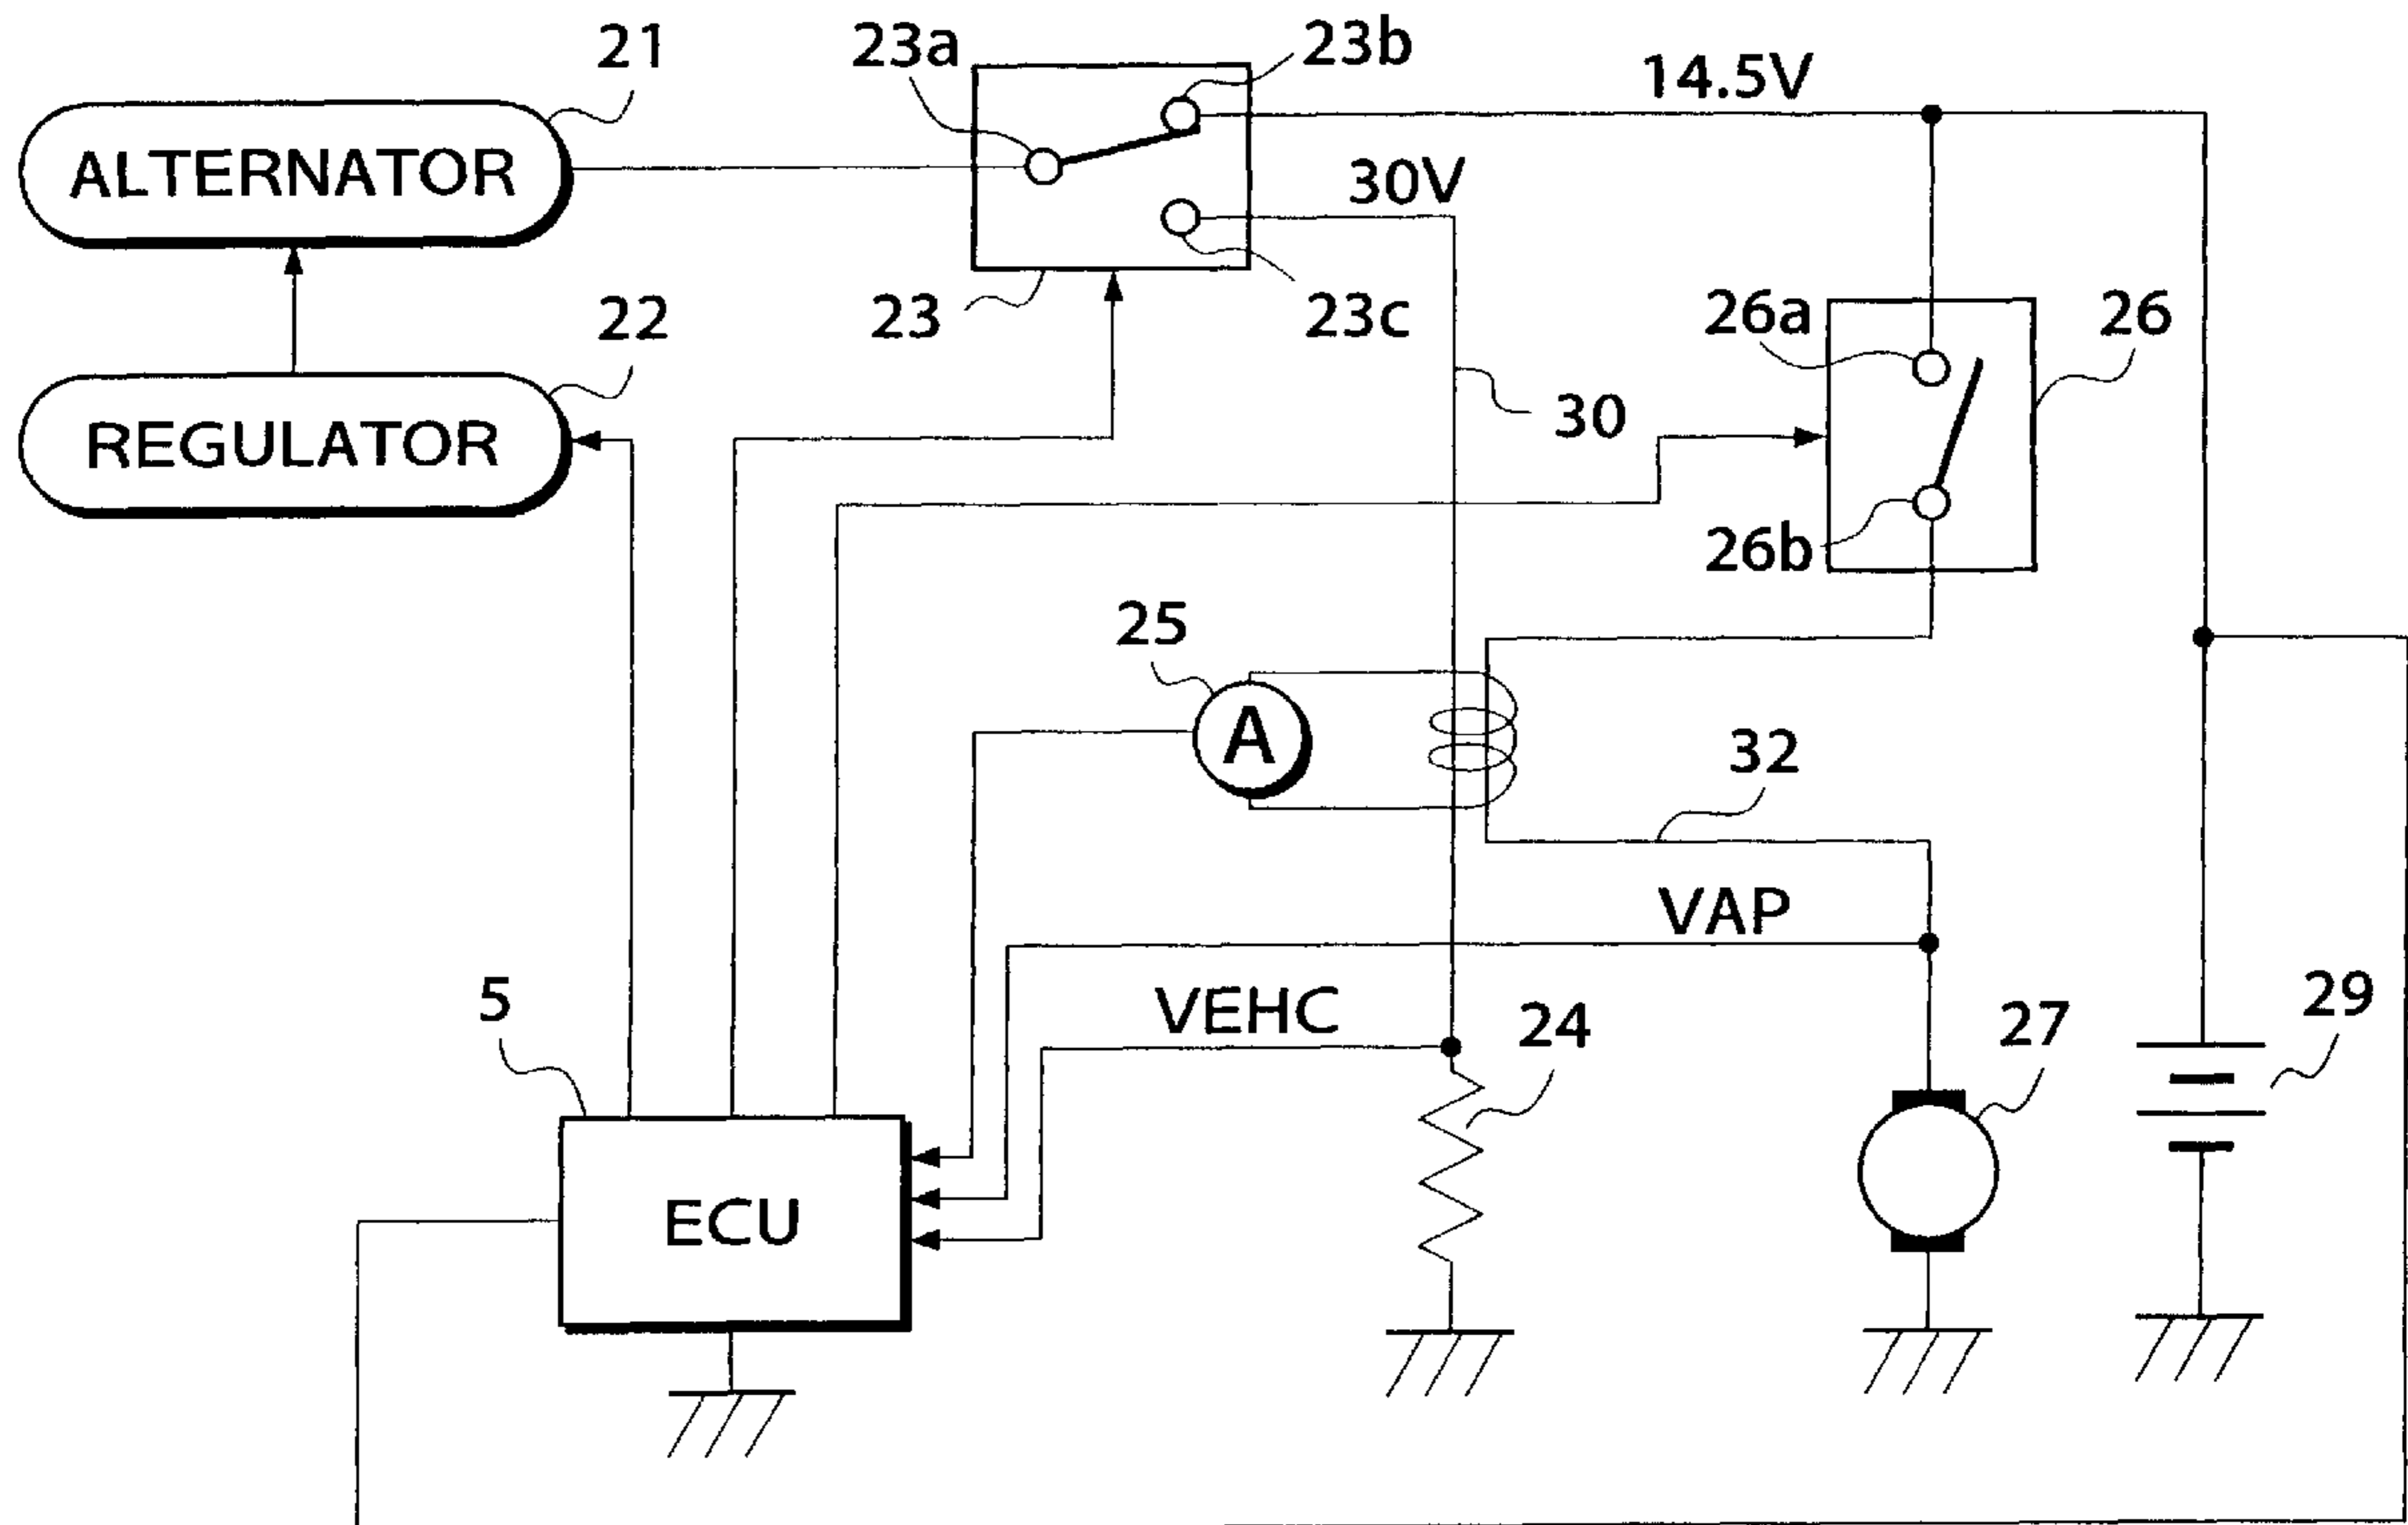 21
23a
23b
14.5V
ALTERNATOR
30V
22
23
23c
26a
26
REGULATOR
30
26b
25
A
32
VAP
5
VEHC
24
27
29
ECU